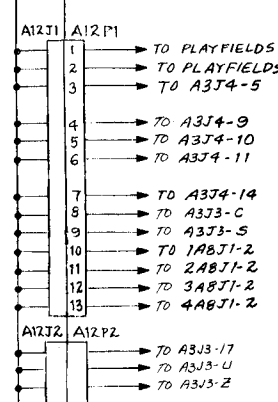 A12J1 A12P1
1 TO PLAYFIELDS
2 TO PLAYFIELDS
3 TO A3J4-5
4 TO A3J4-9
5 TO A3J4-10
6 TO A3J4-11
7 TO A3J4-14
8 TO A3J3-C
9 TO A3J3-S
10 TO 1A8J1-2
11 TO 2A8J1-2
12 TO 3A8J1-2
13 TO 4A8J1-2
A12J2 A12P2
TO A3J3-17
TO A3J3-U
TO A3J3-Z